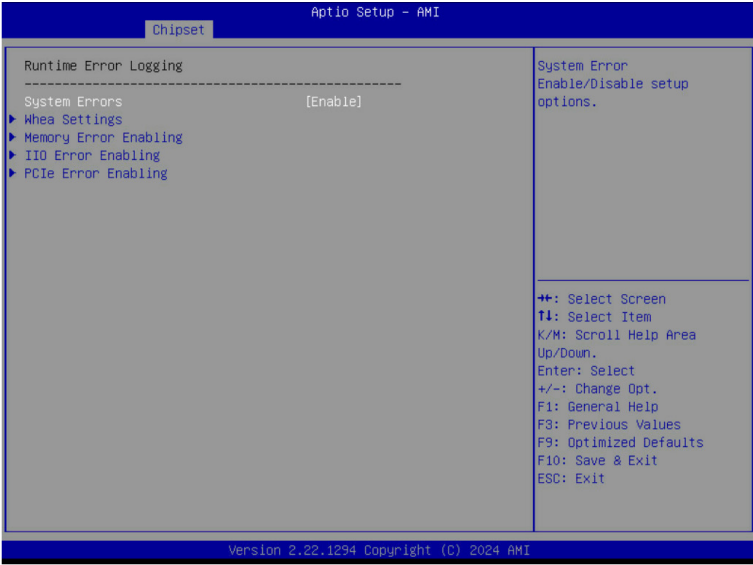 Aptio Setup – AMI
Chipset
Runtime Error Logging
--------------------------------------------------
System Errors [Enable]
Whea Settings
Memory Error Enabling
IIO Error Enabling
PCIe Error Enabling
System Error
Enable/Disable setup
options.
→←: Select Screen
↑↓: Select Item
K/M: Scroll Help Area
Up/Down.
Enter: Select
+/-: Change Opt.
F1: General Help
F3: Previous Values
F9: Optimized Defaults
F10: Save & Exit
ESC: Exit
Version 2.22.1294 Copyright (C) 2024 AMI